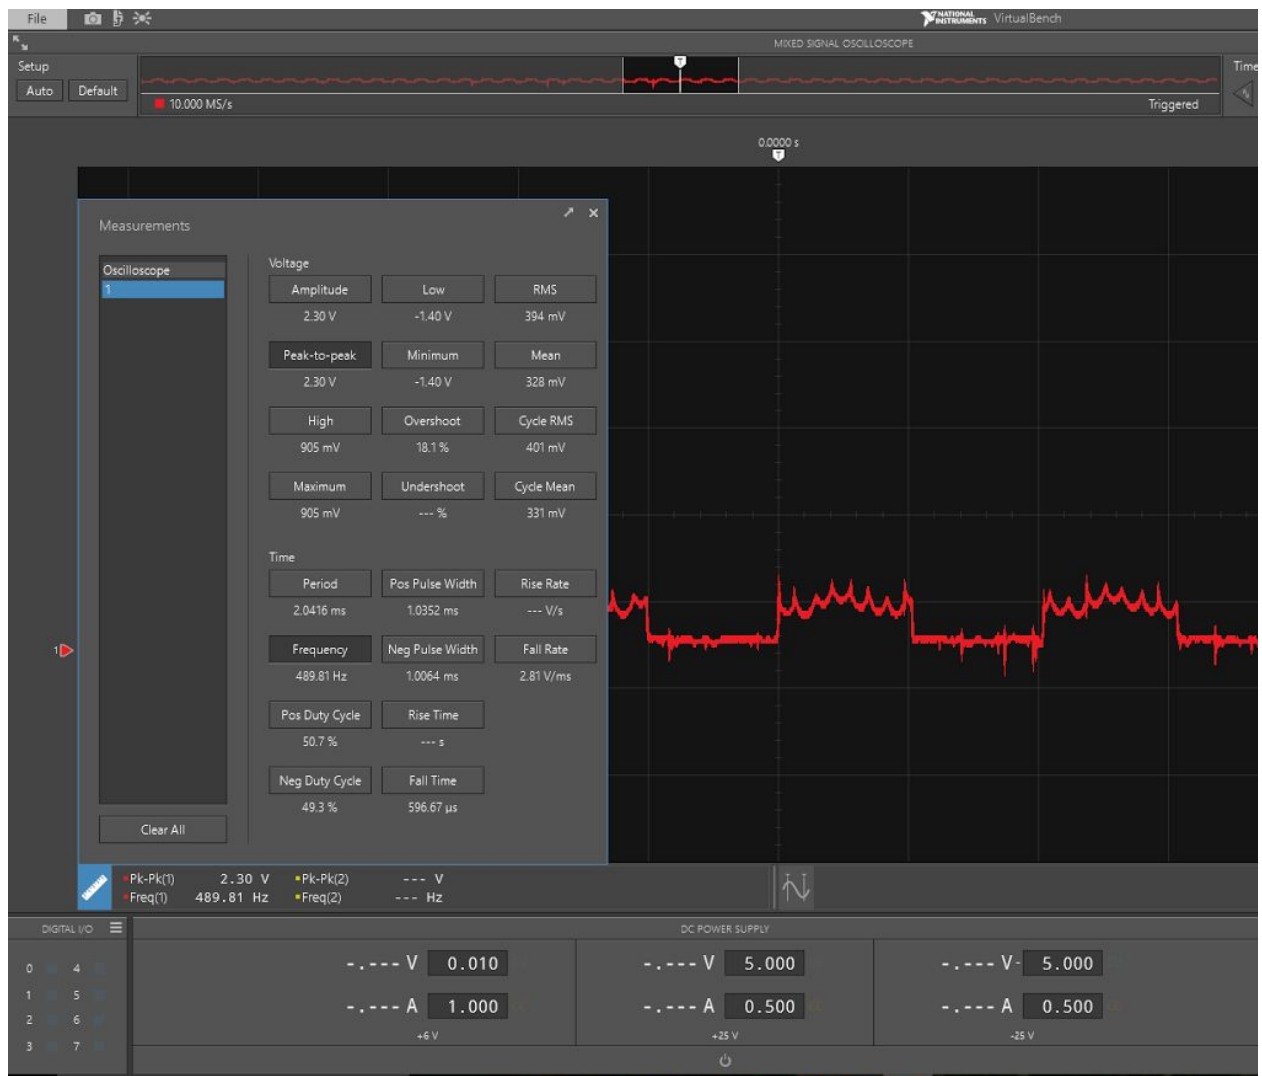 File
NATIONAL INSTRUMENTS VirtualBench
MIXED SIGNAL OSCILLOSCOPE
Setup
Auto Default
10.000 MS/s
Triggered
Time
0.0000 s
T
T
Measurements
Oscilloscope
1
Voltage
Amplitude Low RMS
2.30 V -1.40 V 394 mV
Peak-to-peak Minimum Mean
2.30 V -1.40 V 328 mV
High Overshoot Cycle RMS
905 mV 18.1 % 401 mV
Maximum Undershoot Cycle Mean
905 mV --- % 331 mV
Time
Period Pos Pulse Width Rise Rate
2.0416 ms 1.0352 ms --- V/s
Frequency Neg Pulse Width Fall Rate
489.81 Hz 1.0064 ms 2.81 V/ms
Pos Duty Cycle Rise Time
50.7 % --- s
Neg Duty Cycle Fall Time
49.3 % 596.67 µs
Clear All
1
Pk-Pk(1) 2.30 V Pk-Pk(2) --- V
Freq(1) 489.81 Hz Freq(2) --- Hz
DIGITAL I/O
DC POWER SUPPLY
0 4
1 5
2 6
3 7
-.--- V 0.010
-.--- A 1.000
+6 V
-.--- V 5.000
-.--- A 0.500
+25 V
-.--- V - 5.000
-.--- A 0.500
-25 V